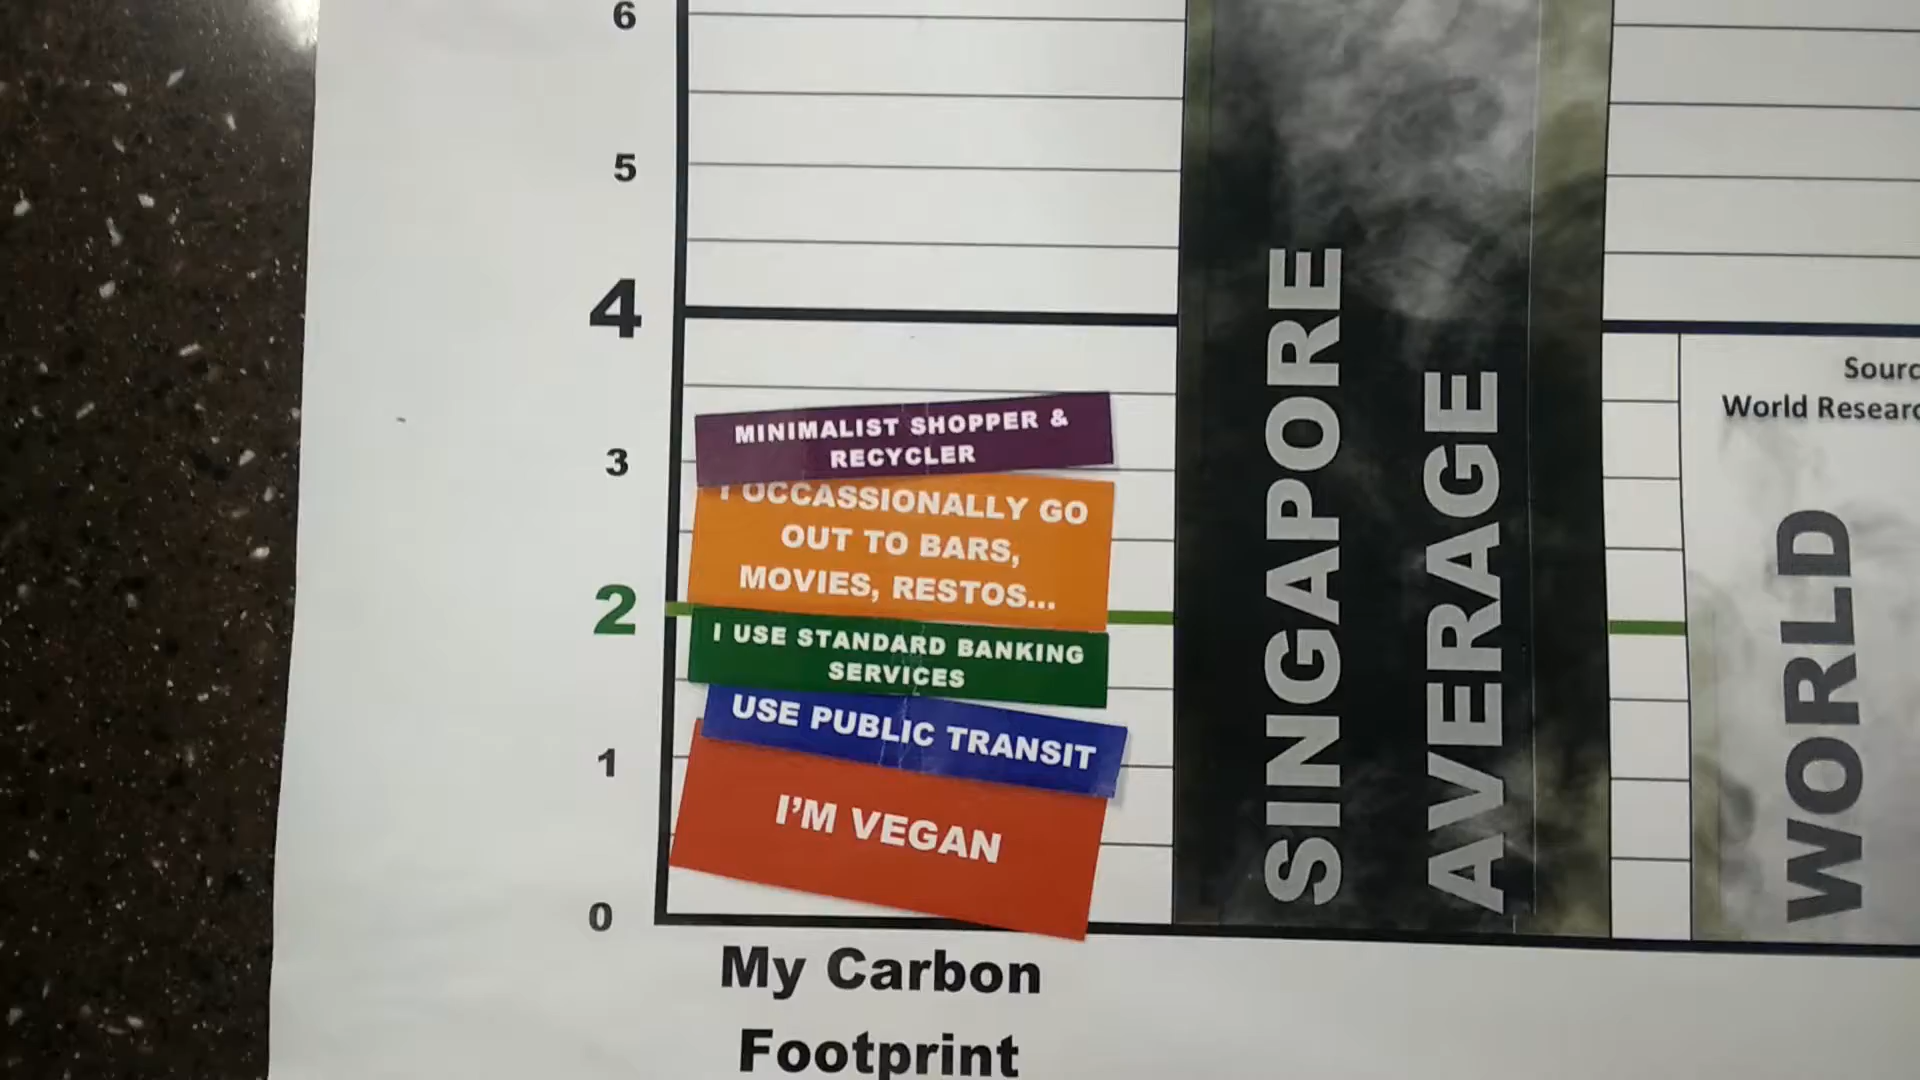 6
5
4
3
2
1
0
MINIMALIST SHOPPER &
RECYCLER
I OCCASSIONALLY GO
OUT TO BARS,
MOVIES, RESTOS...
I USE STANDARD BANKING
SERVICES
USE PUBLIC TRANSIT
I'M VEGAN
My Carbon
Footprint
SINGAPORE
AVERAGE
World
WORLD